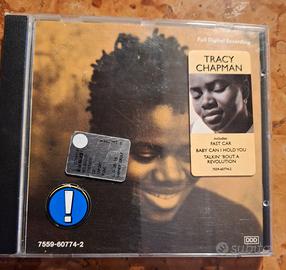 Full Digital Recording
TRACY
CHAPMAN
includes
FAST CAR
BABY CAN I HOLD YOU
TALKIN' BOUT A
REVOLUTION
7559-60774-2
!
7559-60774-2
DDD
subito